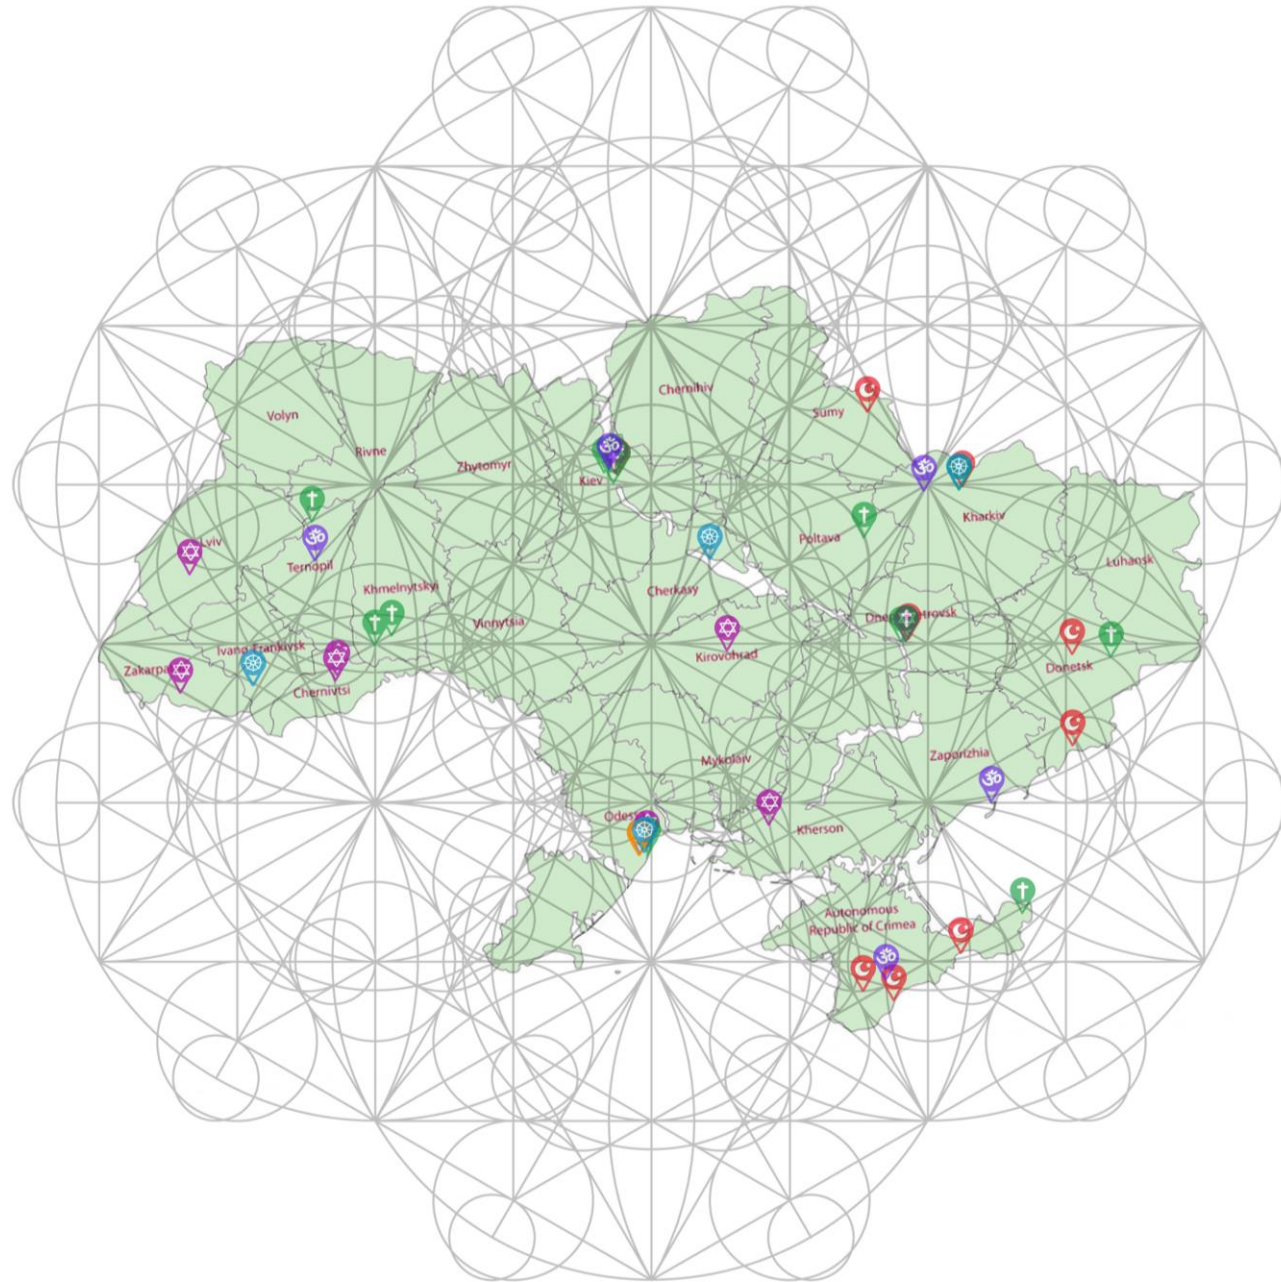 Chernihiv
Sumy
Volyn
Rivne
Zhytomyr
Kiev
Kharkiv
Poltava
Lviv
Luhansk
Ternopil
Khmelnytskyi
Cherkasy
Vinnytsia
Kirovohrad
Donetsk
Chernivtsi
Zaporizhia
Mykolaiv
Kherson
Autonomous
Republic of Crimea